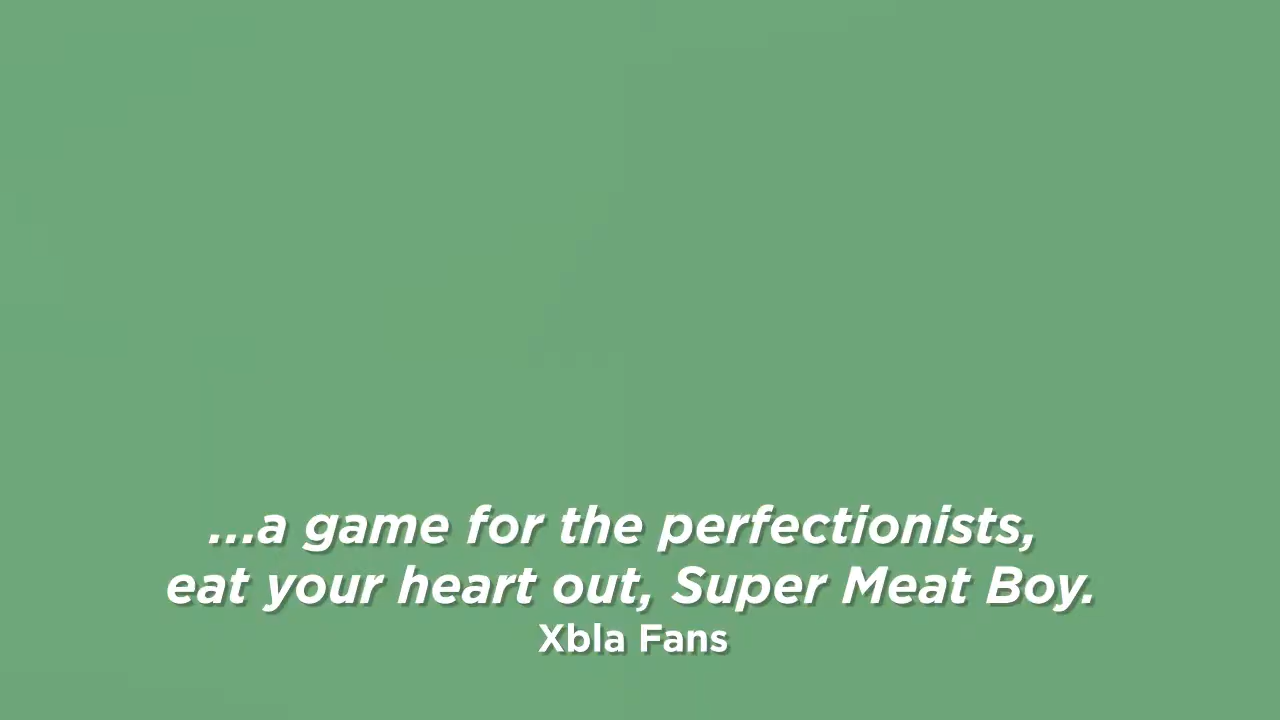 ...a game for the perfectionists,
eat your heart out, Super Meat Boy.
Xbla Fans